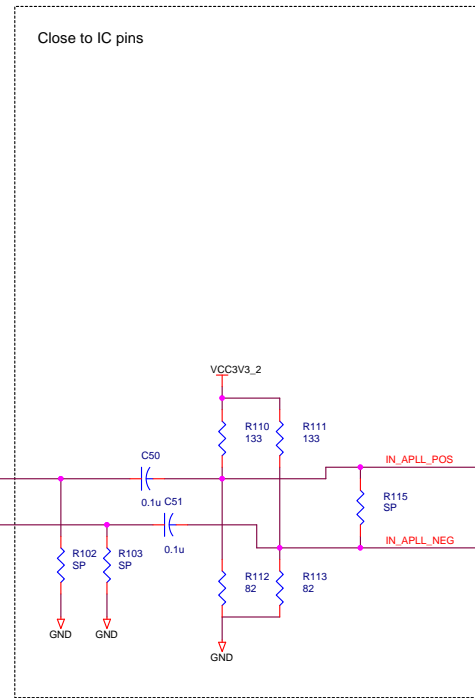 Close to IC pins
VCC3V3_2
R110
133
R111
133
C50
0.1u
IN_APLL_POS
C51
0.1u
R115
SP
IN_APLL_NEG
R102
SP
R103
SP
R112
82
R113
82
GND
GND
GND